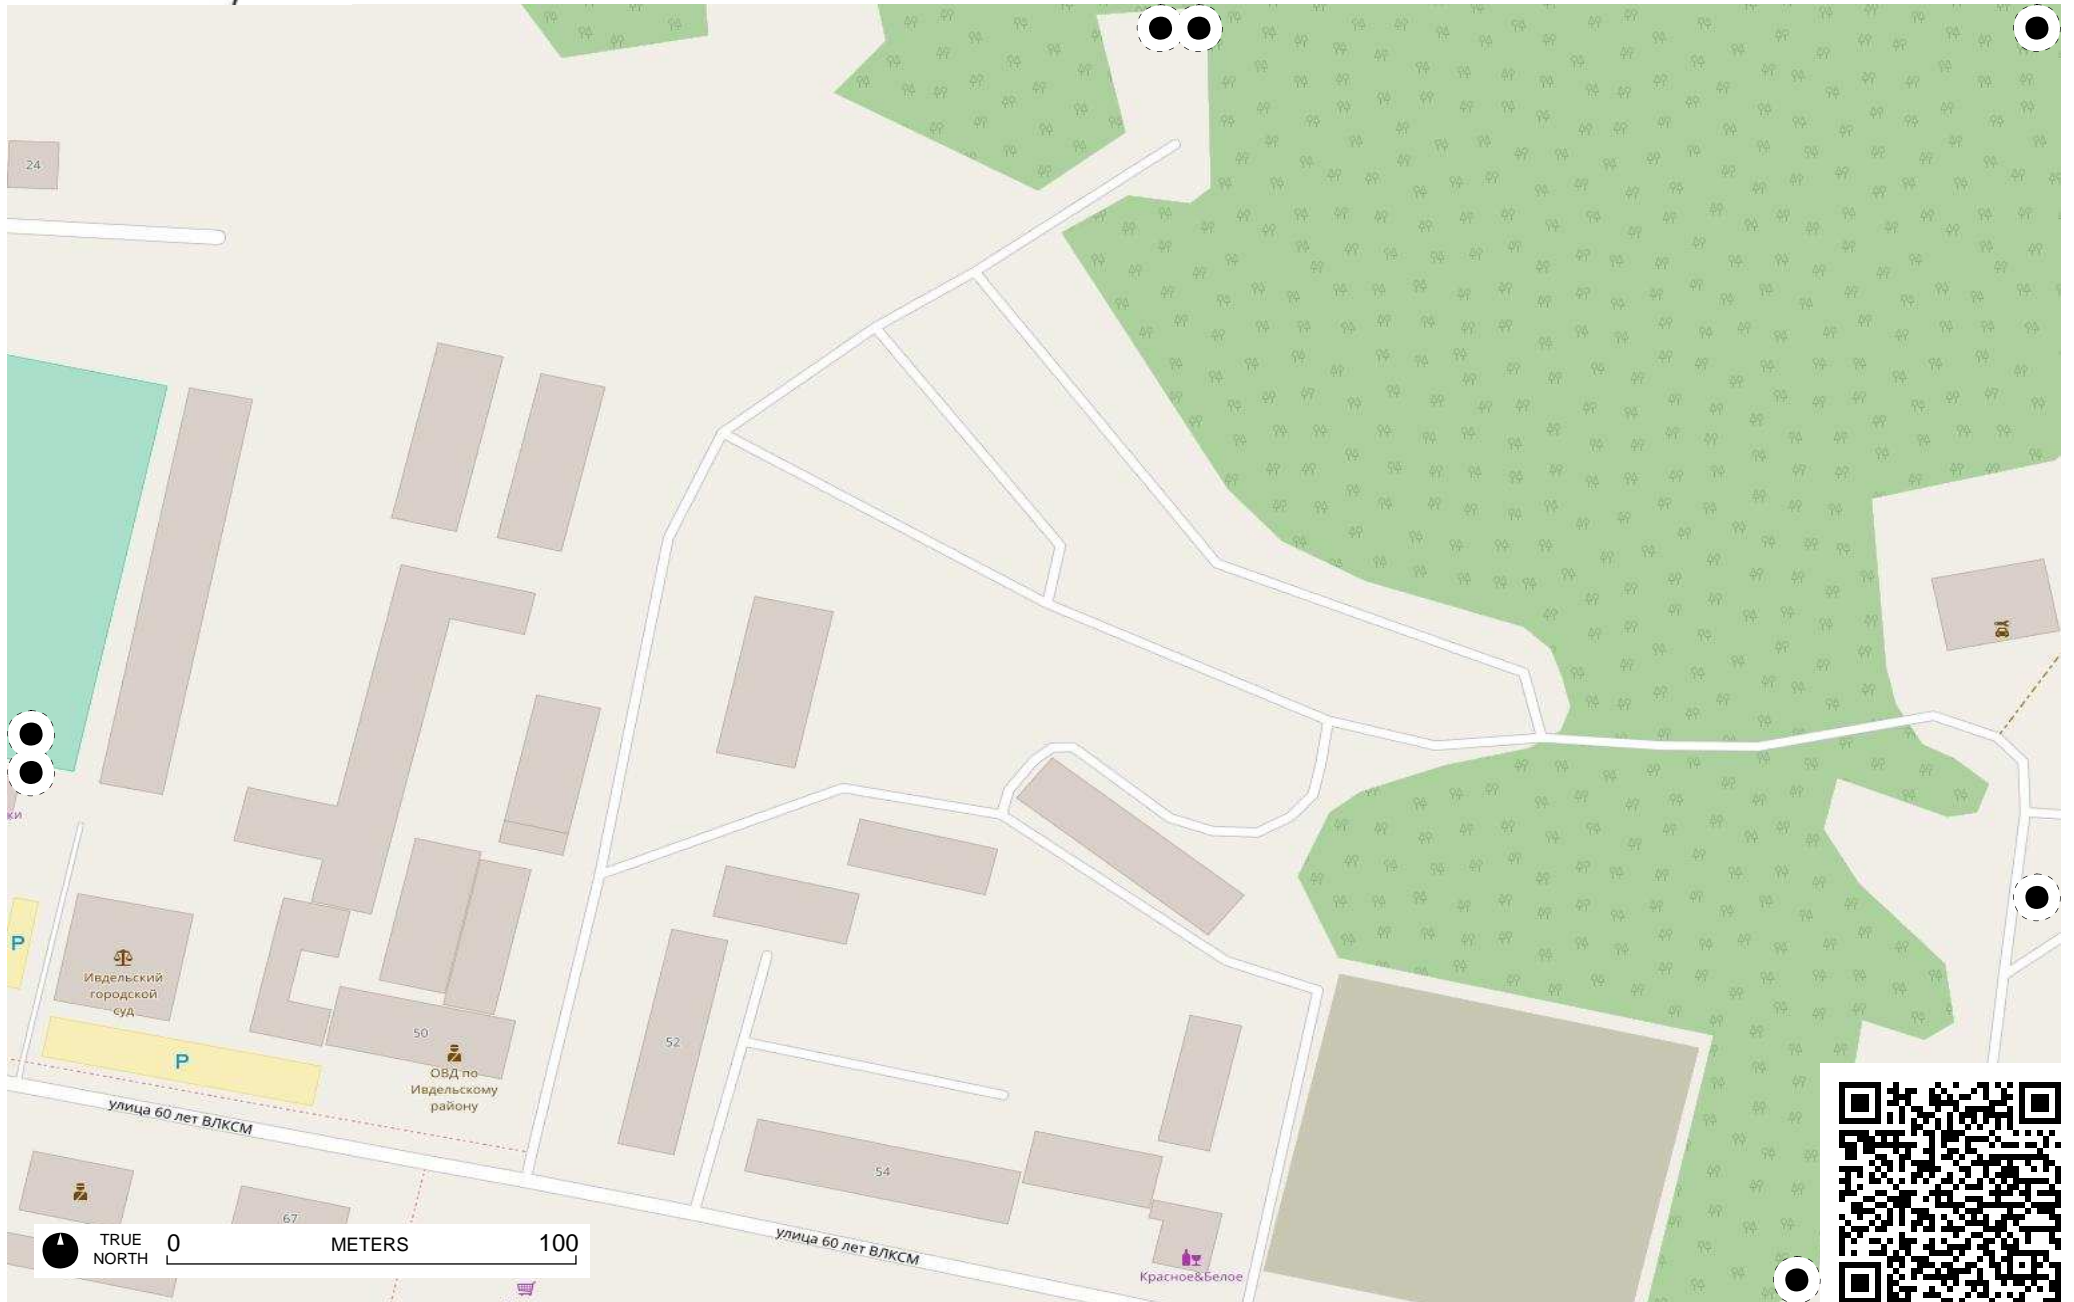 24
ки
P
Ивдельский
городской
суд
P
50
ОВД по
Ивдельскому
району
52
улица 60 лет ВЛКСМ
54
67
улица 60 лет ВЛКСМ
Красное&Белое
TRUE
NORTH
0 METERS 100